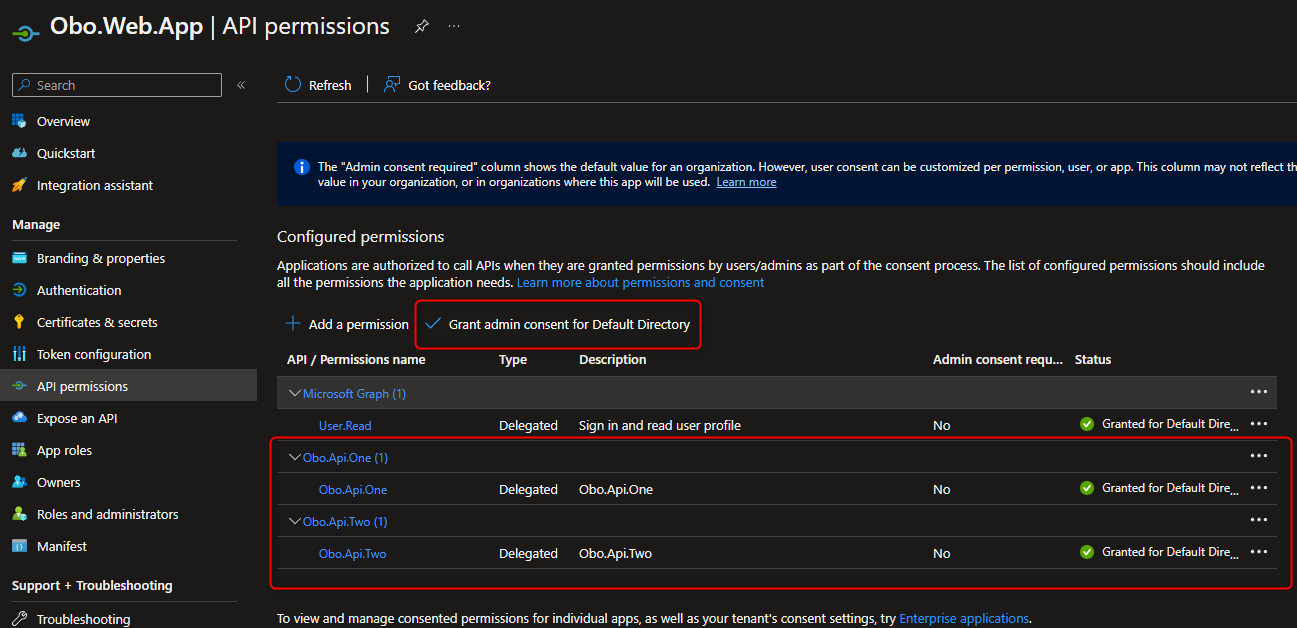 Obo.Web.App | API permissions
Search
Refresh
Got feedback?
Overview
Quickstart
Integration assistant
Manage
Branding & properties
Authentication
Certificates & secrets
Token configuration
API permissions
Expose an API
App roles
Owners
Roles and administrators
Manifest
Support + Troubleshooting
Troubleshooting
The "Admin consent required" column shows the default value for an organization. However, user consent can be customized per permission, user, or app. This column may not reflect th
value in your organization, or in organizations where this app will be used. Learn more
Configured permissions
Applications are authorized to call APIs when they are granted permissions by users/admins as part of the consent process. The list of configured permissions should include
all the permissions the application needs. Learn more about permissions and consent
Add a permission Grant admin consent for Default Directory
API / Permissions name Type Description Admin consent requ... Status
Microsoft Graph (1)
User.Read Delegated Sign in and read user profile No Granted for Default Dire...
Obo.Api.One (1)
Obo.Api.One Delegated Obo.Api.One No Granted for Default Dire...
Obo.Api.Two (1)
Obo.Api.Two Delegated Obo.Api.Two No Granted for Default Dire...
To view and manage consented permissions for individual apps, as well as your tenant's consent settings, try Enterprise applications.